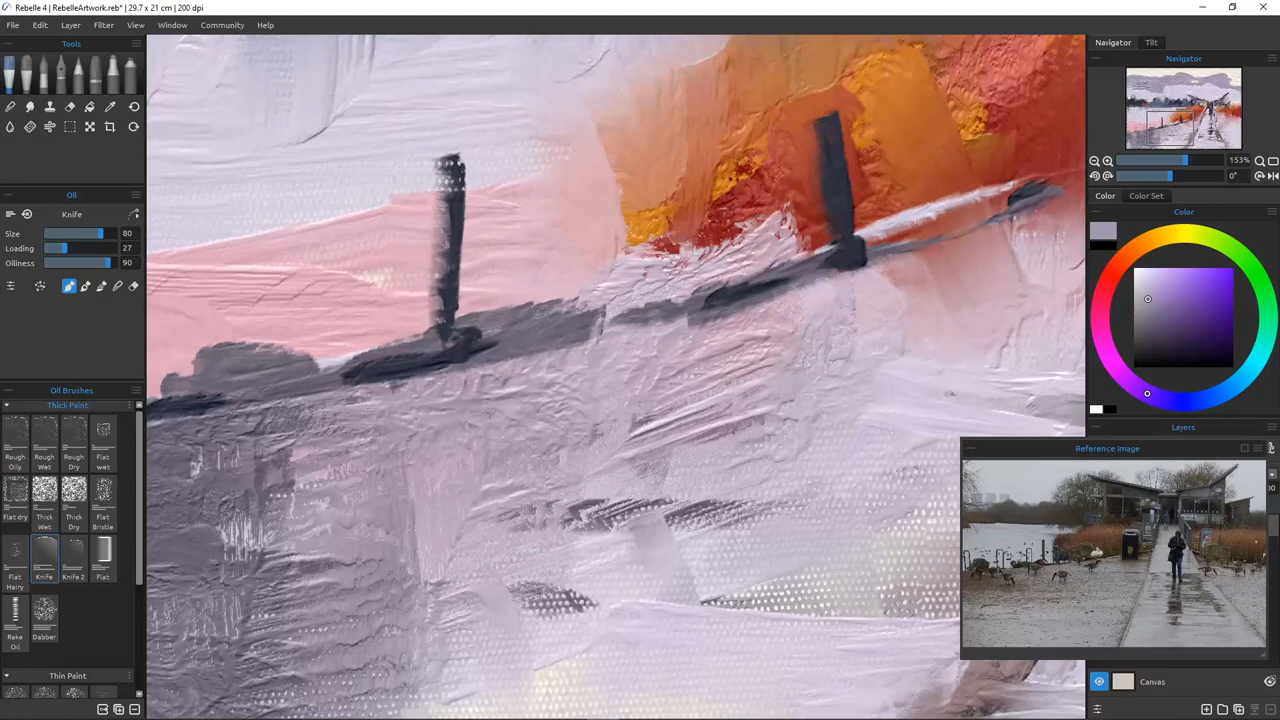 Rebelle 4 | RebelleArtwork.reb* | 29.7 x 21 cm | 200 dpi
File Edit Layer Filter View Window Community Help
Tools
Oil
Knife
Size 80
Loading 27
Oiliness 90
Oil Brushes
Thick Paint
Rough Oily Rough Wet Rough Dry Flat wet
Flat dry Thick Wet Thick Dry Flat Bristle
Flat Hairy Knife Knife 2 Flat
Rake Oil Dabber
Thin Paint
Navigator Tilt
Navigator
153%
0°
Color Color Set
Color
Layers
Reference Image
00
Canvas